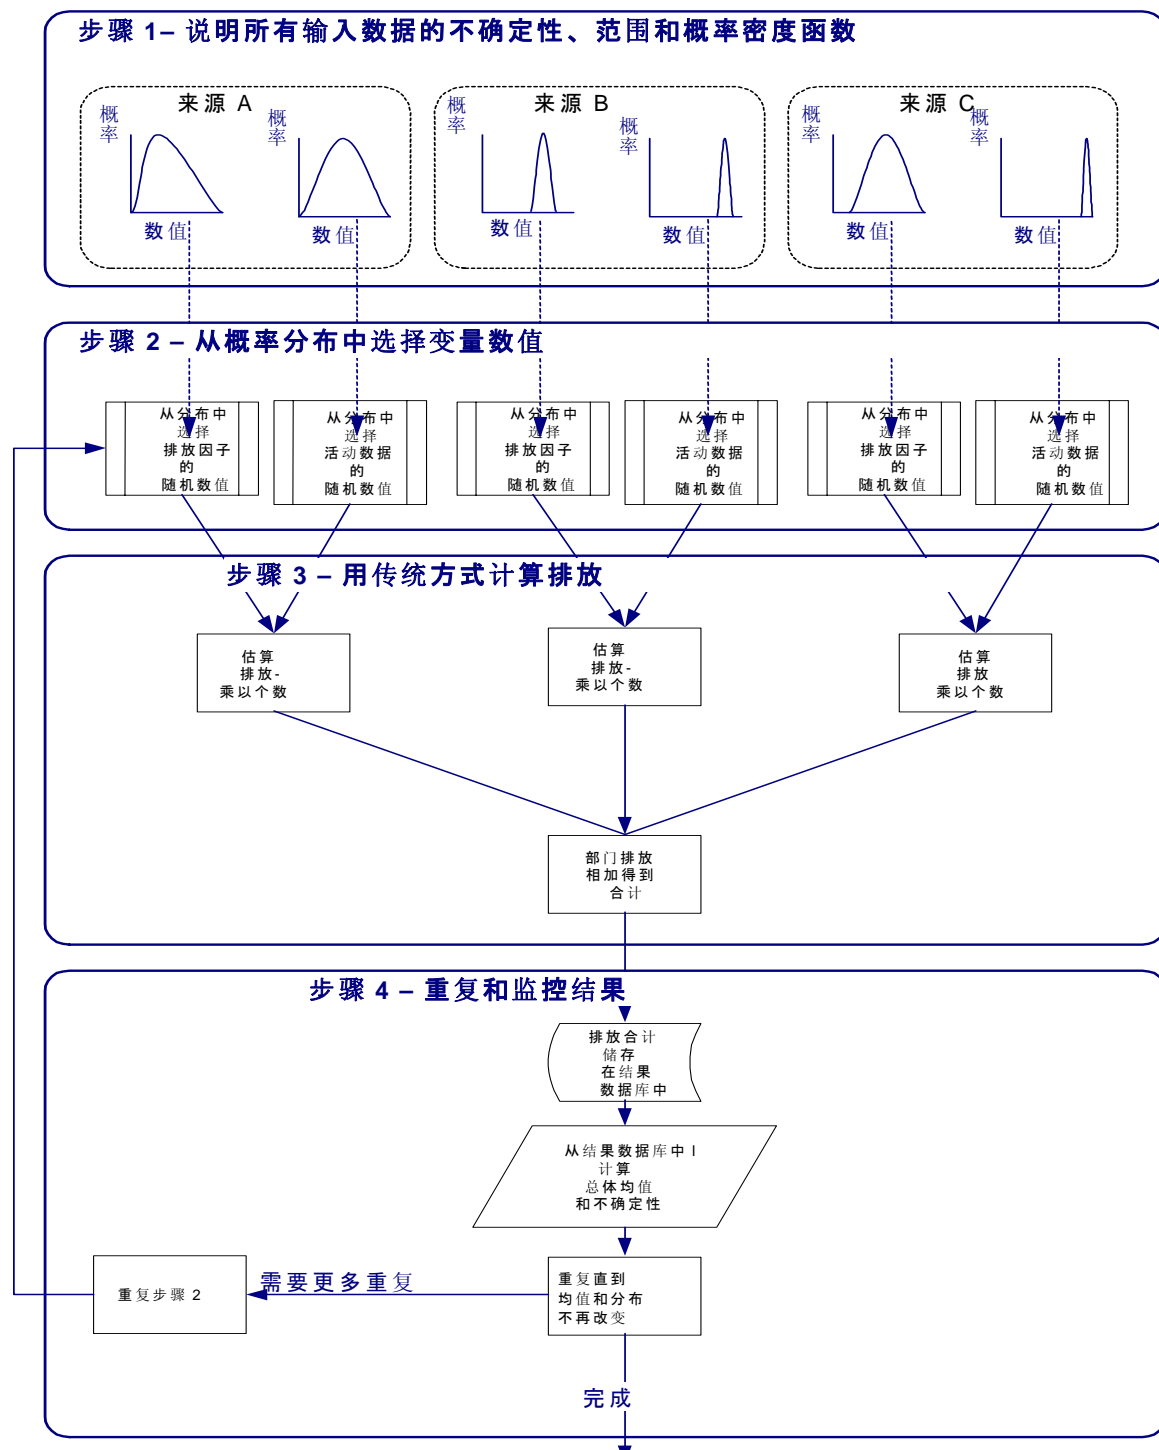 步骤 1– 说明所有输入数据的不确定性、范围和概率密度函数
来源 A
概率
数值
概率
数值
来源 B
概率
数值
概率
数值
来源 C
概率
数值
概率
数值
步骤 2 – 从概率分布中选择变量数值
从分布中
选择
排放因子
的
随机数值
从分布中
选择
活动数据
的
随机数值
从分布中
选择
排放因子
的
随机数值
从分布中
选择
活动数据
的
随机数值
从分布中
选择
排放因子
的
随机数值
从分布中
选择
活动数据
的
随机数值
步骤 3 – 用传统方式计算排放
估算
排放-
乘以个数
估算
排放-
乘以个数
估算
排放
乘以个数
部门排放
相加得到
合计
步骤 4 – 重复和监控结果
排放合计
储存
在结果
数据库中
从结果数据库中 I
计算
总体均值
和不确定性
重复直到
均值和分布
不再改变
需要更多重复
重复步骤 2
完成